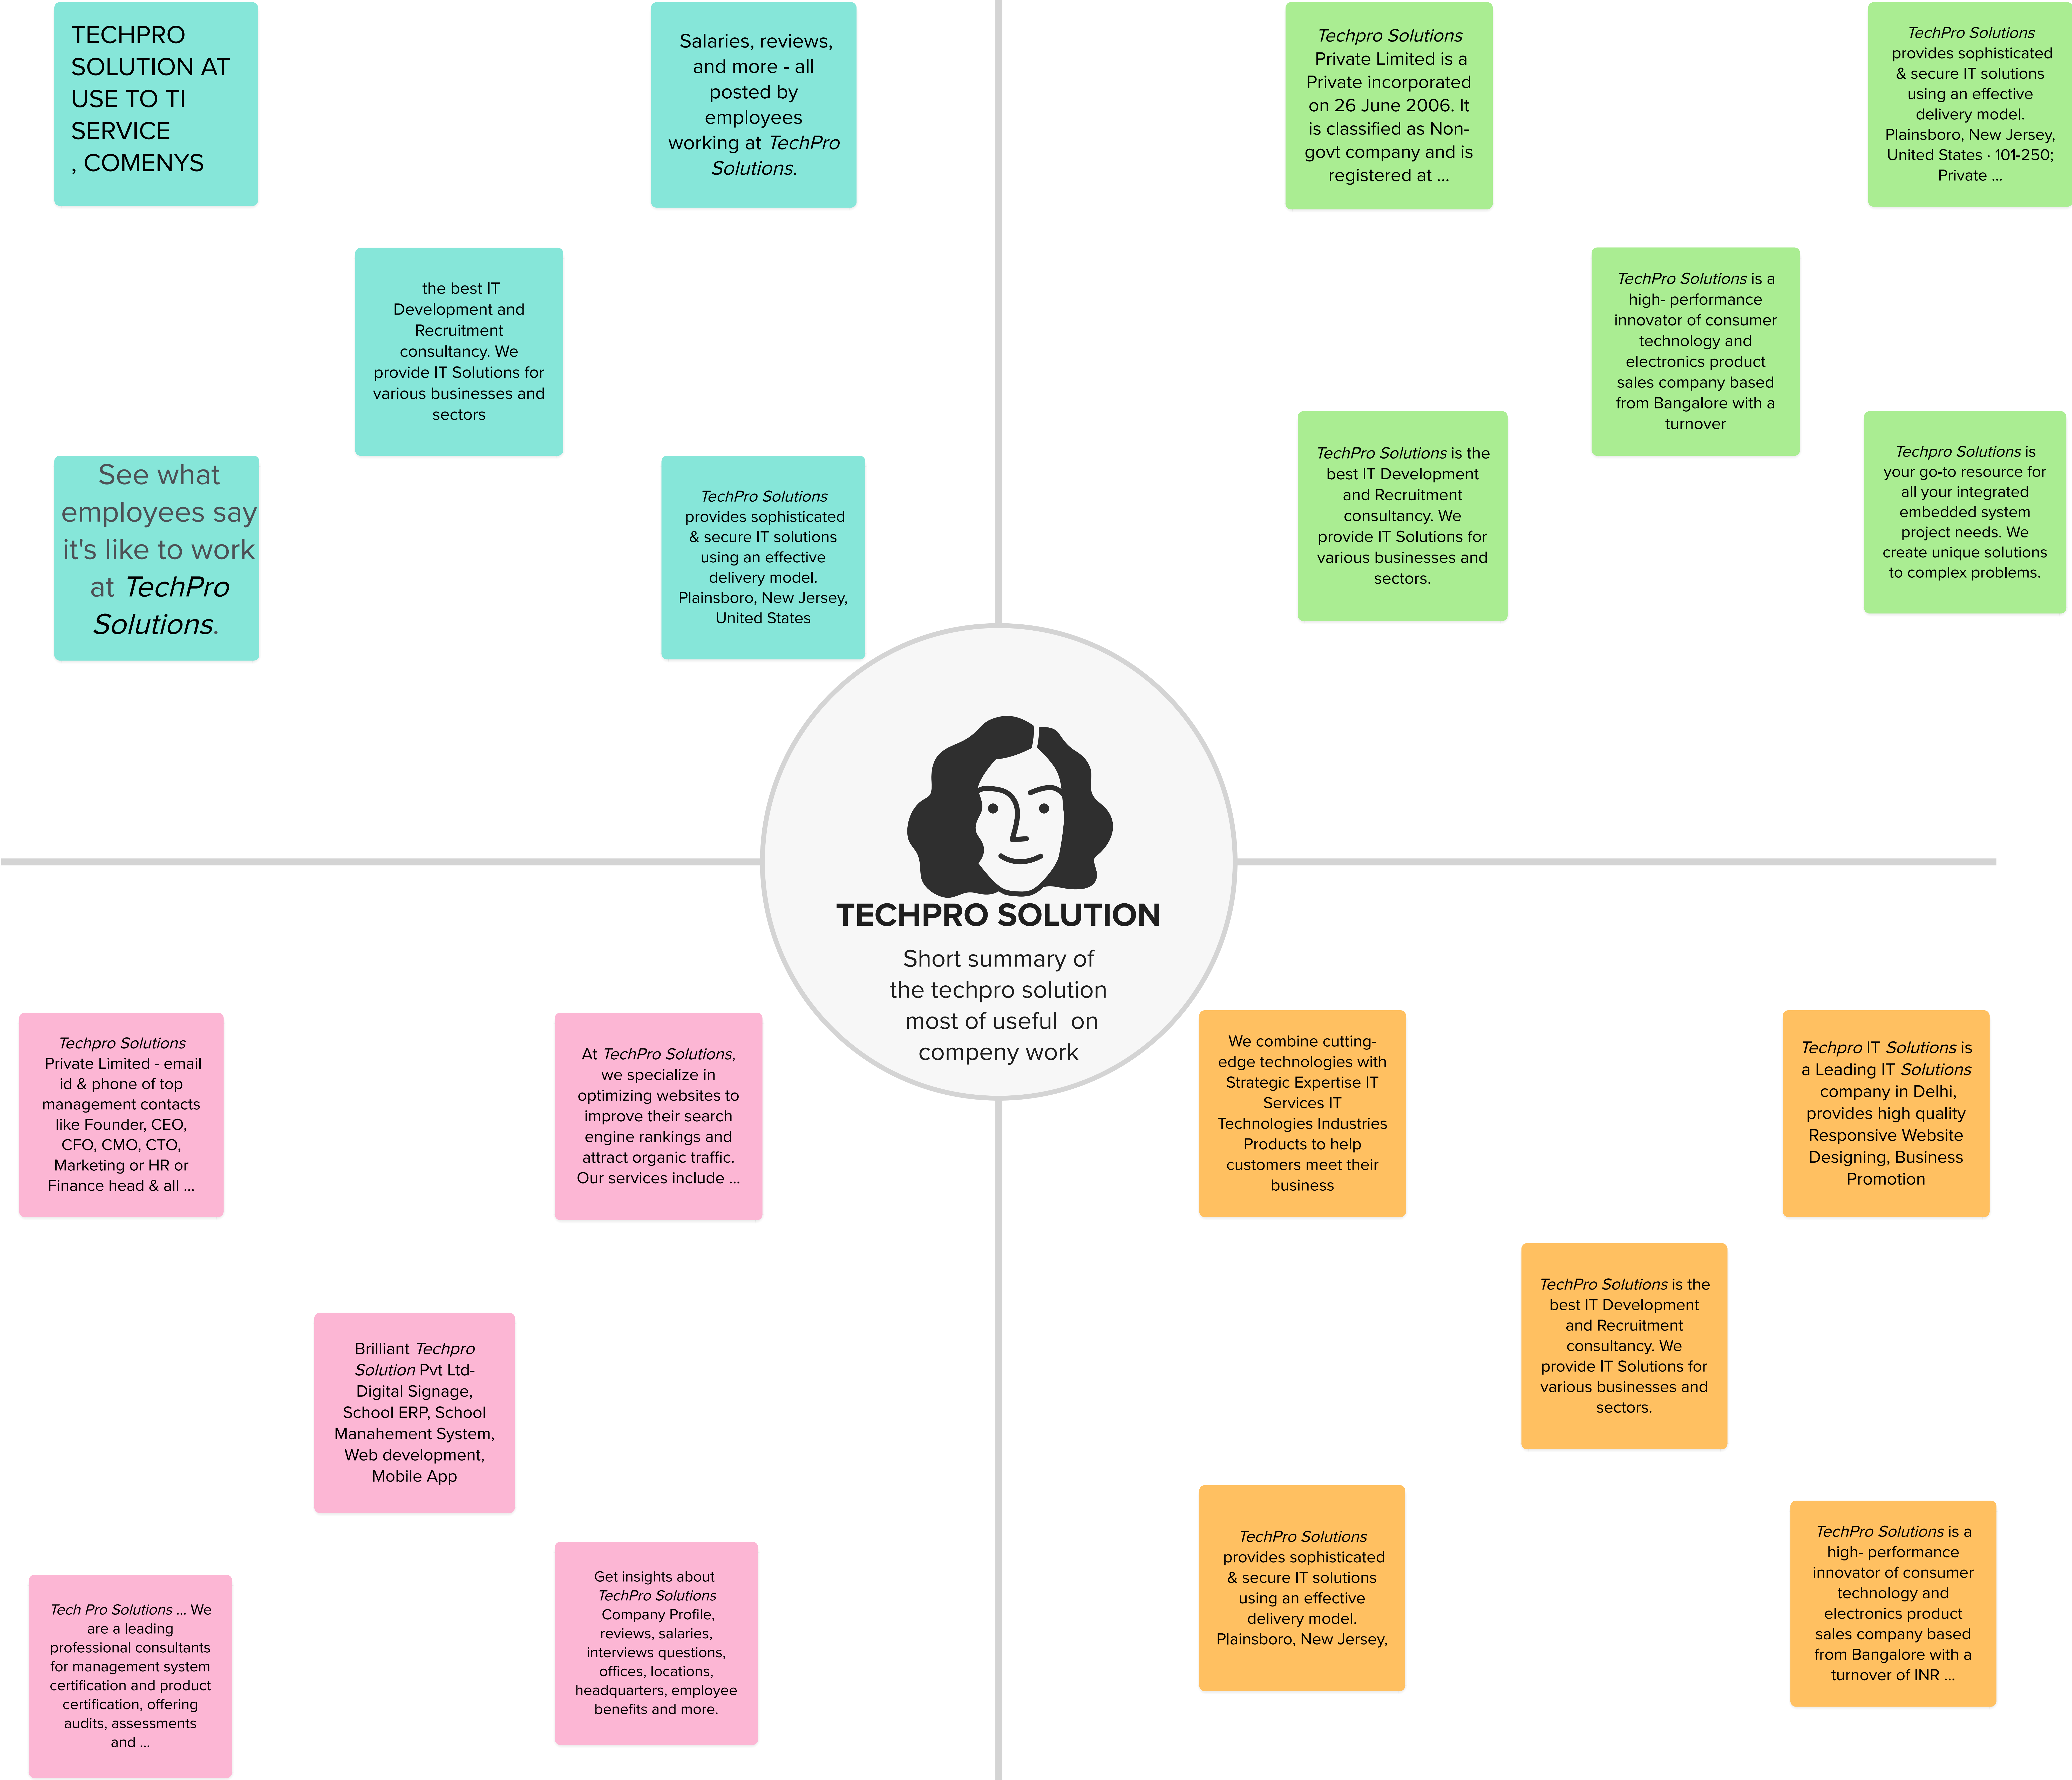 TECHPRO
SOLUTION AT
USE TO TI
SERVICE
, COMENYS
Salaries, reviews,
and more - all
posted by
employees
working at TechPro
Solutions.
the best IT
Development and
Recruitment
consultancy. We
provide IT Solutions for
various businesses and
sectors
See what
employees say
it's like to work
at TechPro
Solutions.
TechPro Solutions
provides sophisticated
& secure IT solutions
using an effective
delivery model.
Plainsboro, New Jersey,
United States
Techpro Solutions
Private Limited is a
Private incorporated
on 26 June 2006. It
is classified as Non-
govt company and is
registered at ...
TechPro Solutions
provides sophisticated
& secure IT solutions
using an effective
delivery model.
Plainsboro, New Jersey,
United States · 101-250;
Private ...
TechPro Solutions is a
high- performance
innovator of consumer
technology and
electronics product
sales company based
from Bangalore with a
turnover
TechPro Solutions is the
best IT Development
and Recruitment
consultancy. We
provide IT Solutions for
various businesses and
sectors.
Techpro Solutions is
your go-to resource for
all your integrated
embedded system
project needs. We
create unique solutions
to complex problems.
TECHPRO SOLUTION
Short summary of
the techpro solution
most of useful on
compeny work
Techpro Solutions
Private Limited - email
id & phone of top
management contacts
like Founder, CEO,
CFO, CMO, CTO,
Marketing or HR or
Finance head & all ...
At TechPro Solutions,
we specialize in
optimizing websites to
improve their search
engine rankings and
attract organic traffic.
Our services include ...
Brilliant Techpro
Solution Pvt Ltd-
Digital Signage,
School ERP, School
Manahement System,
Web development,
Mobile App
Tech Pro Solutions ... We
are a leading
professional consultants
for management system
certification and product
certification, offering
audits, assessments
and ...
Get insights about
TechPro Solutions
Company Profile,
reviews, salaries,
interviews questions,
offices, locations,
headquarters, employee
benefits and more.
We combine cutting-
edge technologies with
Strategic Expertise IT
Services IT
Technologies Industries
Products to help
customers meet their
business
Techpro IT Solutions is
a Leading IT Solutions
company in Delhi,
provides high quality
Responsive Website
Designing, Business
Promotion
TechPro Solutions is the
best IT Development
and Recruitment
consultancy. We
provide IT Solutions for
various businesses and
sectors.
TechPro Solutions
provides sophisticated
& secure IT solutions
using an effective
delivery model.
Plainsboro, New Jersey,
TechPro Solutions is a
high- performance
innovator of consumer
technology and
electronics product
sales company based
from Bangalore with a
turnover of INR ...